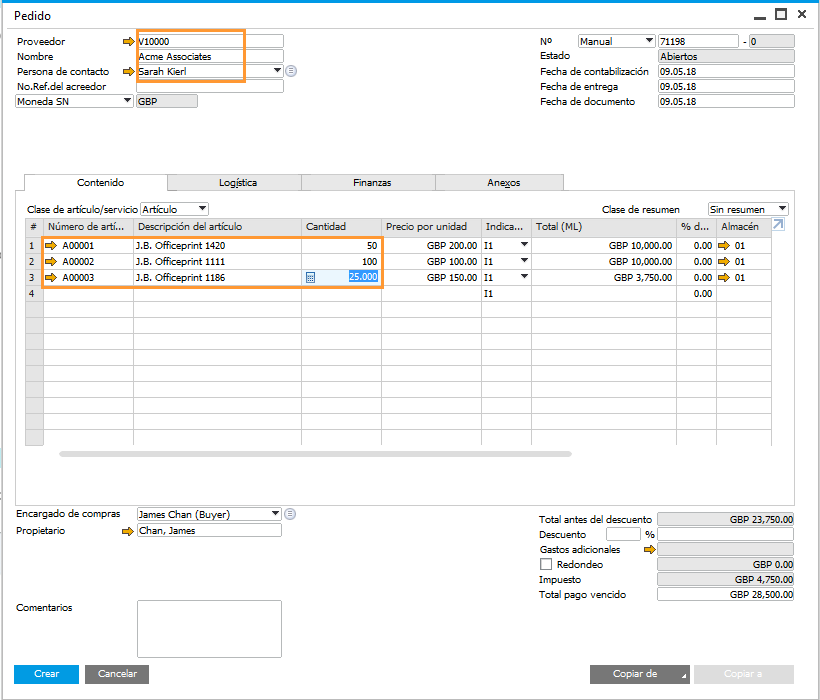 Pedido
Proveedor V10000 Nº Manual 71198 - 0
Nombre Acme Associates Estado Abiertos
Persona de contacto Sarah Kierl Fecha de contabilización 09.05.18
No.Ref.del acreedor Fecha de entrega 09.05.18
Moneda SN GBP Fecha de documento 09.05.18
Contenido Logística Finanzas Anexos
Clase de artículo/servicio Artículo Clase de resumen Sin resumen
# Número de artí... Descripción del artículo Cantidad Precio por unidad Indica... Total (ML) % d... Almacén
1 A00001 J.B. Officeprint 1420 50 GBP 200.00 I1 GBP 10,000.00 0.00 01
2 A00002 J.B. Officeprint 1111 100 GBP 100.00 I1 GBP 10,000.00 0.00 01
3 A00003 J.B. Officeprint 1186 25.000 GBP 150.00 I1 GBP 3,750.00 0.00 01
4 I1 0.00
Encargado de compras James Chan (Buyer)
Propietario Chan, James
Total antes del descuento GBP 23,750.00
Descuento %
Gastos adicionales
Redondeo GBP 0.00
Impuesto GBP 4,750.00
Total pago vencido GBP 28,500.00
Comentarios
Crear Cancelar Copiar de Copiar a